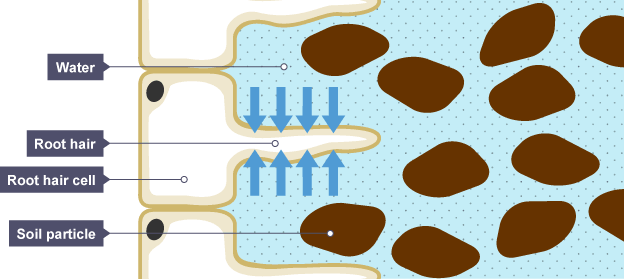 Water
Root hair
Root hair cell
Soil particle